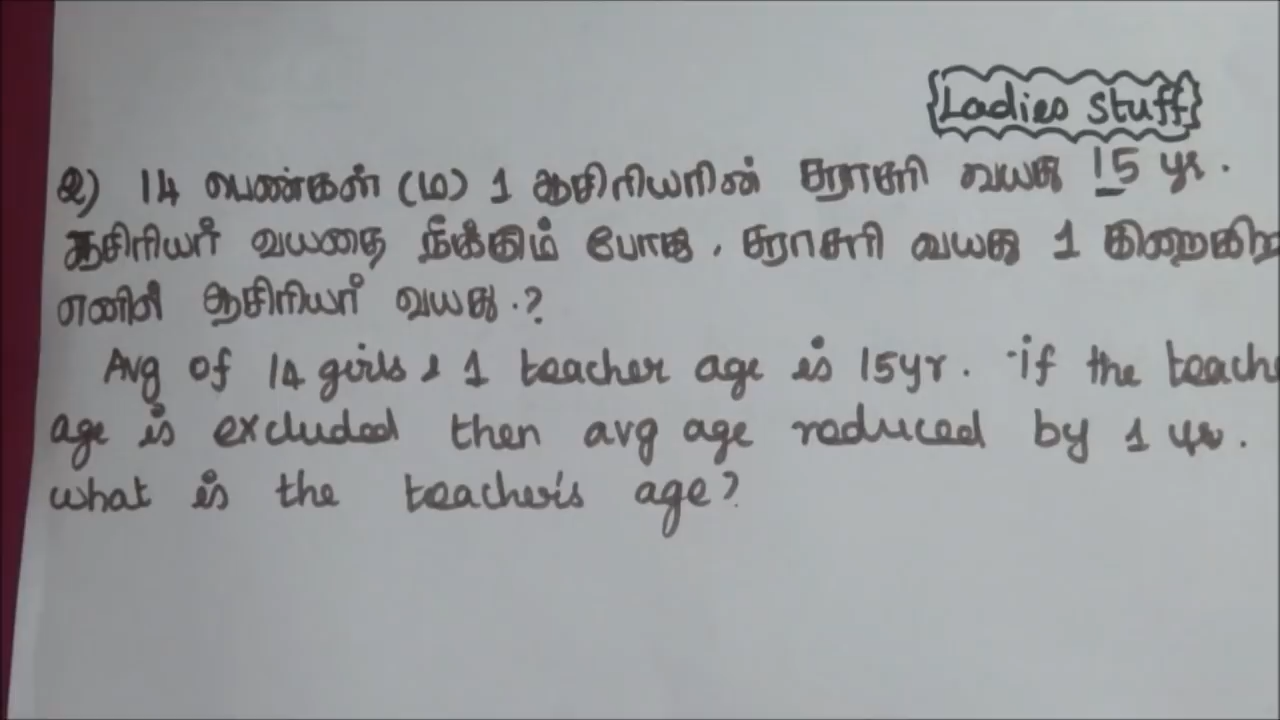 Ladies Stuff
2) 14 பெண்கள் (ம) 1 ஆசிரியரின் சராசரி வயது 15 yr.
ஆசிரியர் வயதை நீக்கும் போது, சராசரி வயது 1 குறைகிற
எனில் ஆசிரியர் வயது.?
Avg of 14 girls & 1 teacher age is 15yr. if the teache
age is excluded then avg age reduced by 1 yr.
what is the teacher's age?